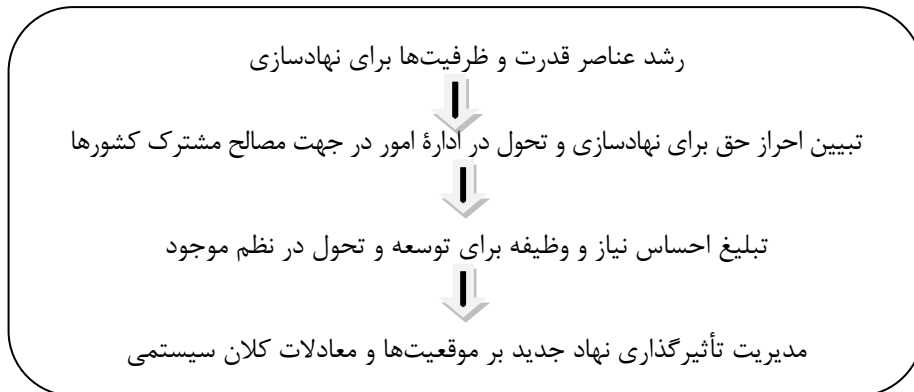 رشد عناصر قدرت و ظرفیت‌ها برای نهادسازی
تبیین احراز حق برای نهادسازی و تحول در ادارۀ امور در جهت مصالح مشترک کشورها
تبلیغ احساس نیاز و وظیفه برای توسعه و تحول در نظم موجود
مدیریت تأثیرگذاری نهاد جدید بر موقعیت‌ها و معادلات کلان سیستمی